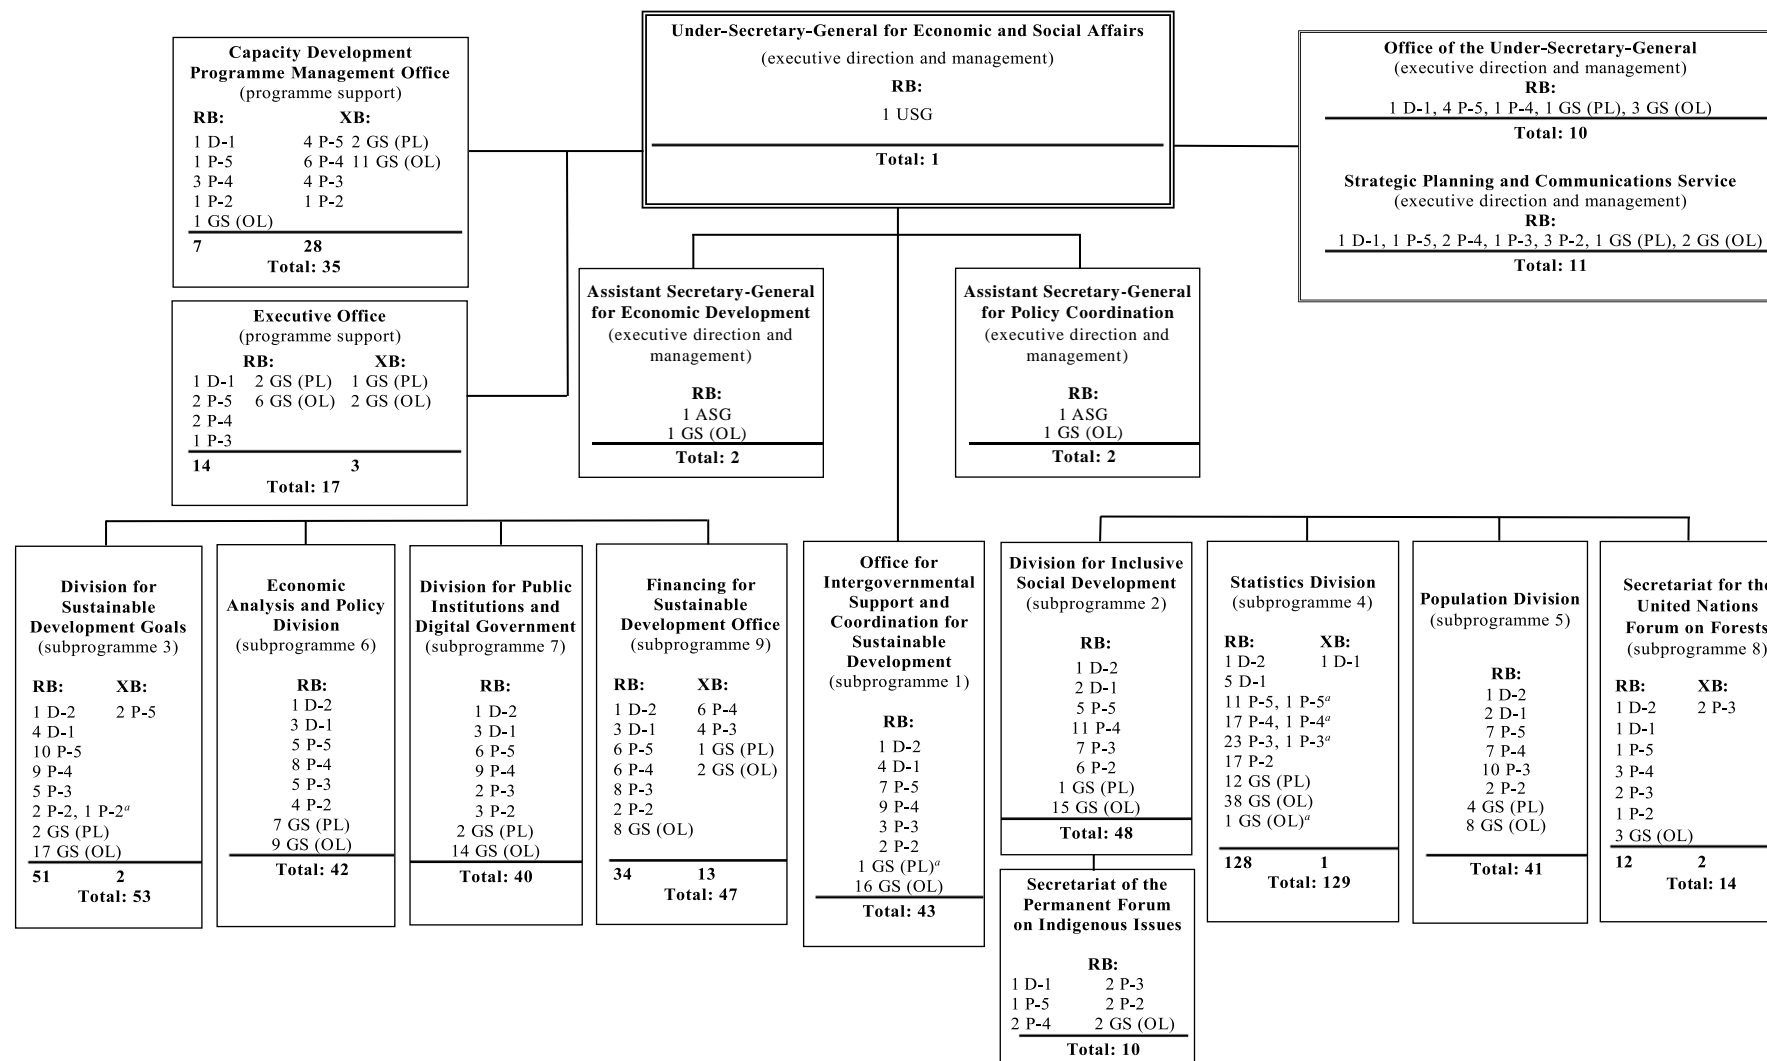 Capacity Development
Programme Management Office
(programme support)
RB: XB:
1 D-1 4 P-5 2 GS (PL)
1 P-5 6 P-4 11 GS (OL)
3 P-4 4 P-3
1 P-2 1 P-2
1 GS (OL)
7 28
Total: 35
Under-Secretary-General for Economic and Social Affairs
(executive direction and management)
RB:
1 USG
Total: 1
Office of the Under-Secretary-General
(executive direction and management)
RB:
1 D-1, 4 P-5, 1 P-4, 1 GS (PL), 3 GS (OL)
Total: 10
Strategic Planning and Communications Service
(executive direction and management)
RB:
1 D-1, 1 P-5, 2 P-4, 1 P-3, 3 P-2, 1 GS (PL), 2 GS (OL)
Total: 11
Executive Office
(programme support)
RB: XB:
1 D-1 2 GS (PL) 1 GS (PL)
2 P-5 6 GS (OL) 2 GS (OL)
2 P-4
1 P-3
14 3
Total: 17
Assistant Secretary-General
for Economic Development
(executive direction and
management)
RB:
1 ASG
1 GS (OL)
Total: 2
Assistant Secretary-General
for Policy Coordination
(executive direction and
management)
RB:
1 ASG
1 GS (OL)
Total: 2
Division for
Sustainable
Development Goals
(subprogramme 3)
RB: XB:
1 D-2 2 P-5
4 D-1
10 P-5
9 P-4
5 P-3
2 P-2, 1 P-2a
2 GS (PL)
17 GS (OL)
51 2
Total: 53
Economic
Analysis and Policy
Division
(subprogramme 6)
RB:
1 D-2
3 D-1
5 P-5
8 P-4
5 P-3
4 P-2
7 GS (PL)
9 GS (OL)
Total: 42
Division for Public
Institutions and
Digital Government
(subprogramme 7)
RB:
1 D-2
3 D-1
6 P-5
9 P-4
2 P-3
3 P-2
2 GS (PL)
14 GS (OL)
Total: 40
Financing for
Sustainable
Development Office
(subprogramme 9)
RB: XB:
1 D-2 6 P-4
3 D-1 4 P-3
6 P-5 1 GS (PL)
6 P-4 2 GS (OL)
8 P-3
2 P-2
8 GS (OL)
34 13
Total: 47
Office for
Intergovernmental
Support and
Coordination for
Sustainable
Development
(subprogramme 1)
RB:
1 D-2
4 D-1
7 P-5
9 P-4
3 P-3
2 P-2
1 GS (PL)a
16 GS (OL)
Total: 43
Division for Inclusive
Social Development
(subprogramme 2)
RB:
1 D-2
2 D-1
5 P-5
11 P-4
7 P-3
6 P-2
1 GS (PL)
15 GS (OL)
Total: 48
Secretariat of the
Permanent Forum
on Indigenous Issues
RB:
1 D-1 2 P-3
1 P-5 2 P-2
2 P-4 2 GS (OL)
Total: 10
Statistics Division
(subprogramme 4)
RB: XB:
1 D-2 1 D-1
5 D-1
11 P-5, 1 P-5a
17 P-4, 1 P-4a
23 P-3, 1 P-3a
17 P-2
12 GS (PL)
38 GS (OL)
1 GS (OL)a
128 1
Total: 129
Population Division
(subprogramme 5)
RB:
1 D-2
2 D-1
7 P-5
7 P-4
10 P-3
2 P-2
4 GS (PL)
8 GS (OL)
Total: 41
Secretariat for the
United Nations
Forum on Forests
(subprogramme 8)
RB: XB:
1 D-2 2 P-3
1 D-1
1 P-5
3 P-4
2 P-3
1 P-2
3 GS (OL)
12 2
Total: 14